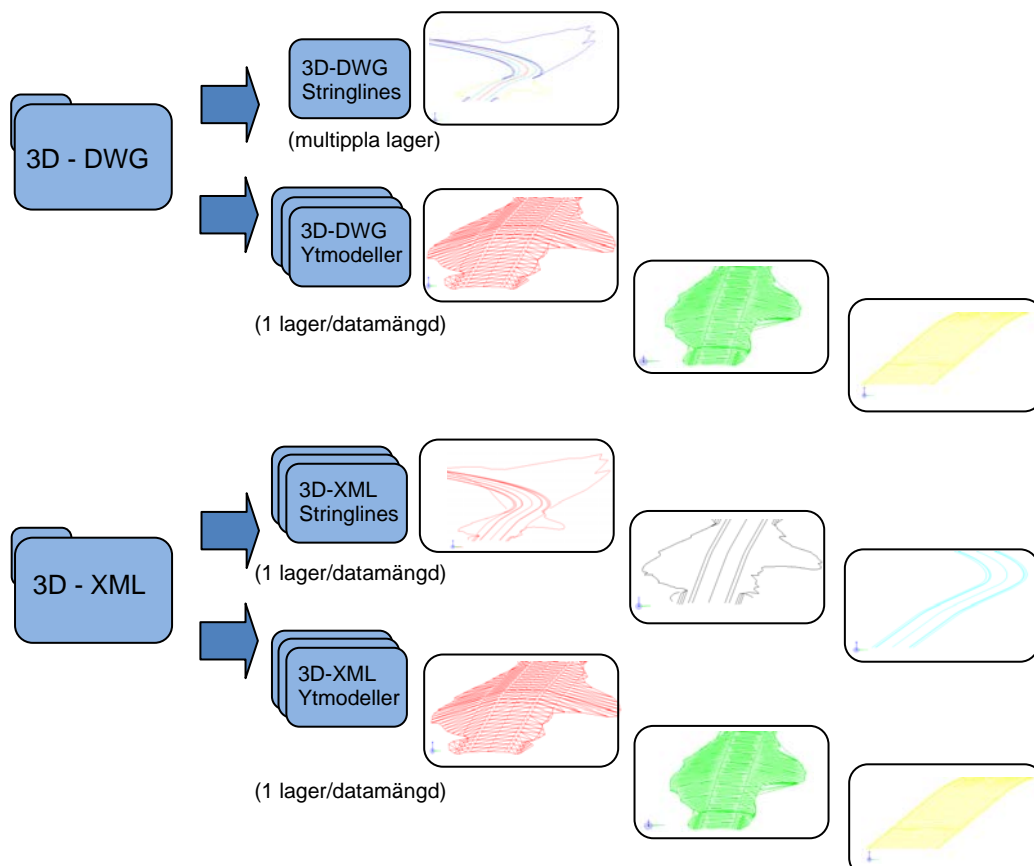 3D-DWG
Stringlines
(multippla lager)
3D - DWG
3D-DWG
Ytmodeller
(1 lager/datamängd)
3D-XML
Stringlines
(1 lager/datamängd)
3D - XML
3D-XML
Ytmodeller
(1 lager/datamängd)